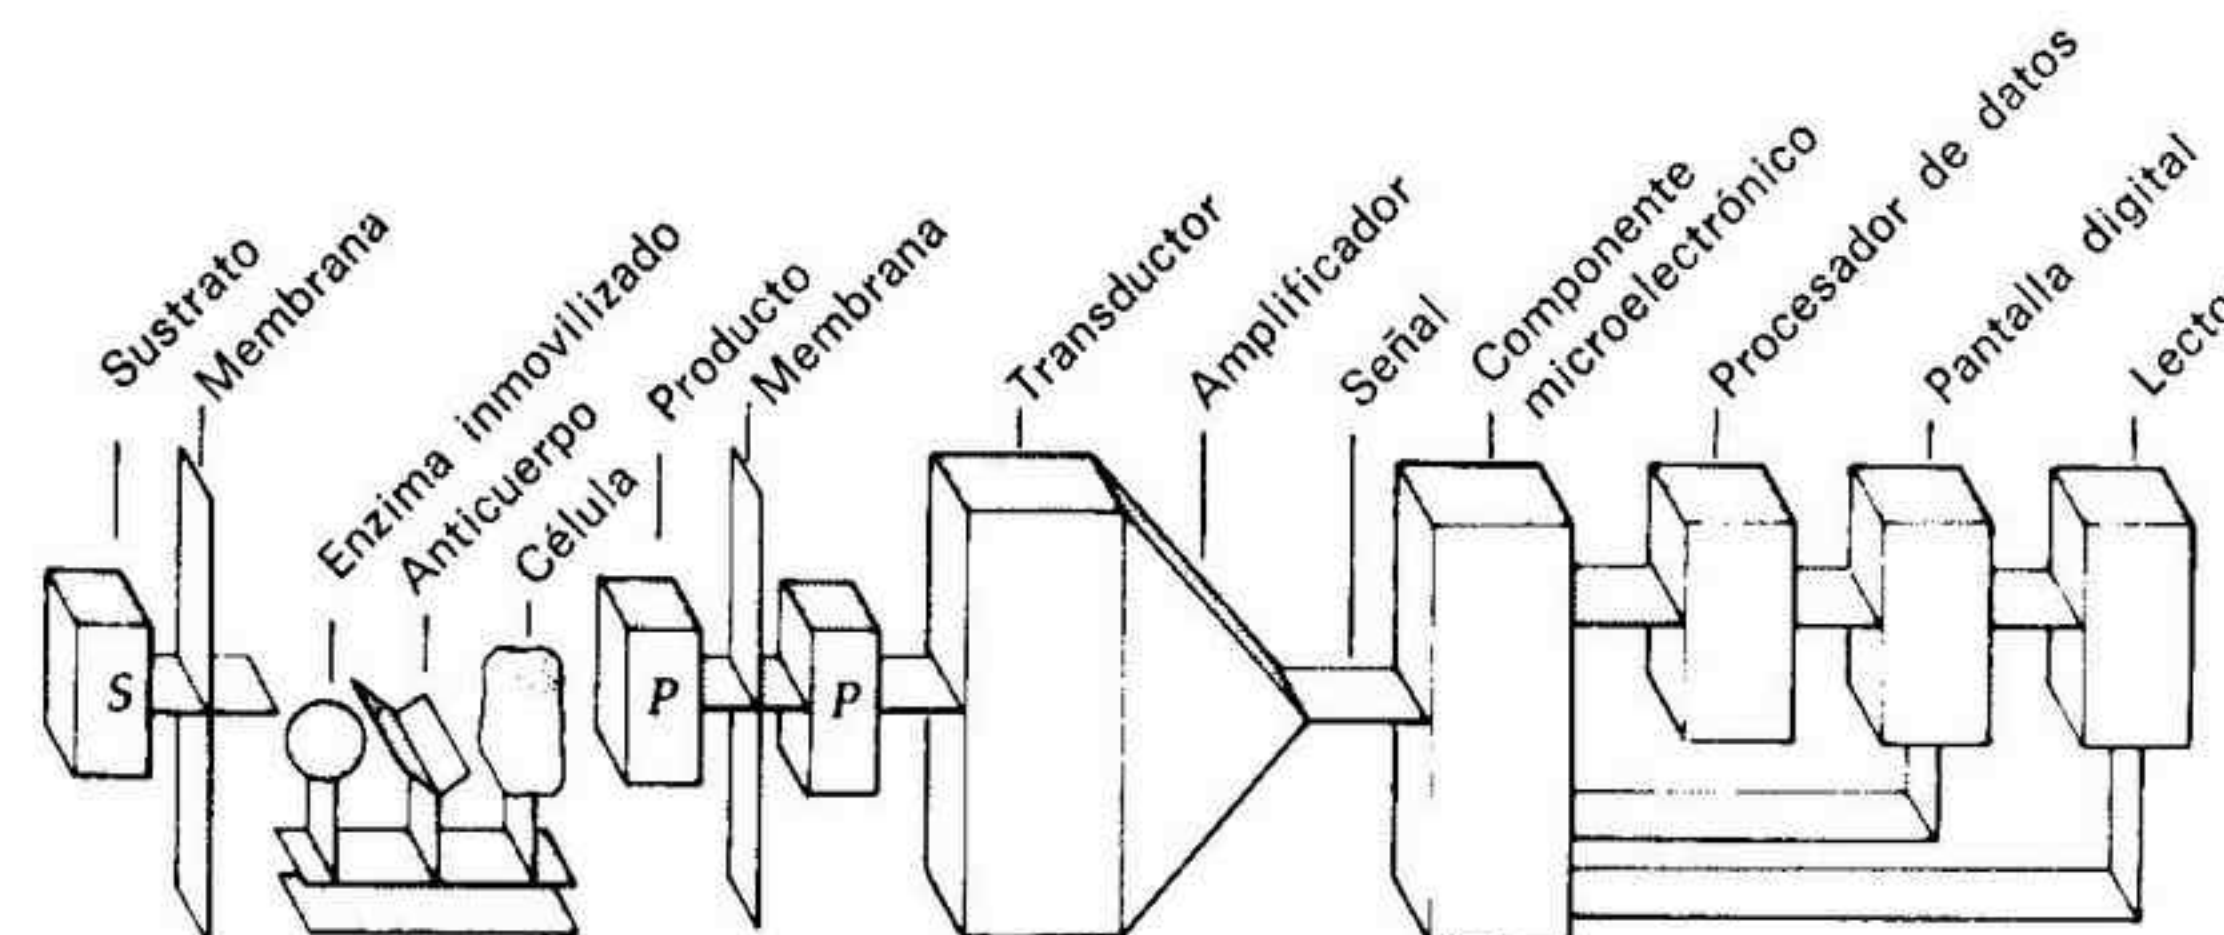 Sustrato
Membrana
Enzima inmovilizado
Anticuerpo
Célula
Producto
Membrana
Transductor
Amplificador
Señal
Componente
microelectrónico
Procesador de datos
Pantalla digital
S
P
P